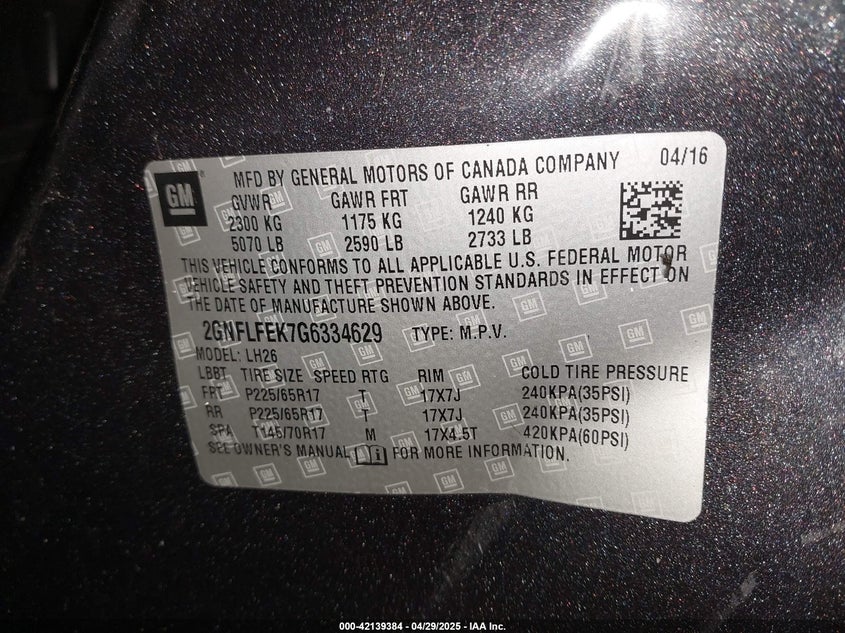 GM
MFD BY GENERAL MOTORS OF CANADA COMPANY 04/16
GVWR GAWR FRT GAWR RR
2300 KG 1175 KG 1240 KG
5070 LB 2590 LB 2733 LB
THIS VEHICLE CONFORMS TO ALL APPLICABLE U.S. FEDERAL MOTOR
VEHICLE SAFETY AND THEFT PREVENTION STANDARDS IN EFFECT ON
THE DATE OF MANUFACTURE SHOWN ABOVE.
2GNFLFEK7G6334629 TYPE: M.P.V.
MODEL: LH26
LBBT TIRE SIZE SPEED RTG RIM COLD TIRE PRESSURE
FRT P225/65R17 T 17X7J 240KPA(35PSI)
RR P225/65R17 T 17X7J 240KPA(35PSI)
SPA T145/70R17 M 17X4.5T 420KPA(60PSI)
SEE OWNER'S MANUAL FOR MORE INFORMATION.
000-42139384 / 04/29/2025 - IAA Inc.